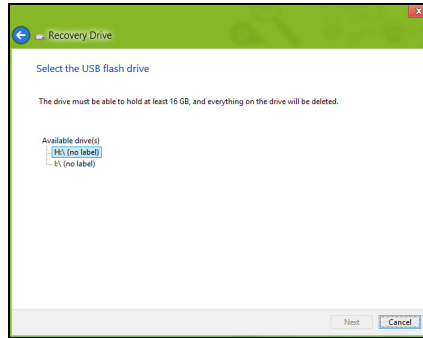 Recovery Drive
Select the USB flash drive
The drive must be able to hold at least 16 GB, and everything on the drive will be deleted.
Available drive(s)
H:\ (no label)
I:\ (no label)
Next Cancel